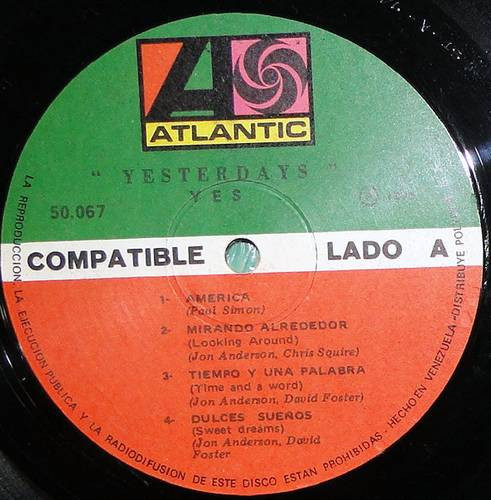 ATLANTIC
" YESTERDAYS "
YES
50.067
COMPATIBLE
LADO A
1- AMERICA
(Paul Simon)
2- MIRANDO ALREDEDOR
(Looking Around)
(Jon Anderson, Chris Squire)
3- TIEMPO Y UNA PALABRA
(Time and a word)
(Jon Anderson, David Foster)
4- DULCES SUEÑOS
(Sweet dreams)
(Jon Anderson, David
Foster
LA REPRODUCCION LA EJECUCION PUBLICA Y LA RADIODIFUSION DE ESTE DISCO ESTAN PROHIBIDAS - HECHO EN VENEZUELA - DISTRIBUYE